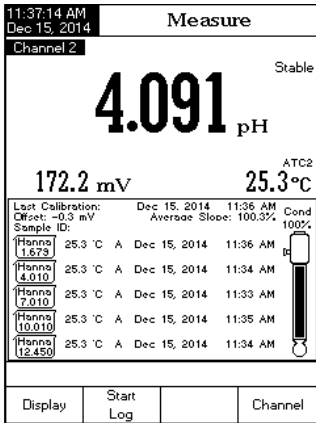 11:37:14 AM
Dec 15, 2014
Measure
Channel 2
Stable
4.091 pH
ATC2
172.2 mV
25.3°C
Last Calibration: Dec 15, 2014 11:36 AM
Offset: -0.3 mV Average Slope: 100.3%
Sample ID:
Cond
100%
Hanna
1.679
25.3 °C A Dec 15, 2014 11:36 AM
Hanna
4.010
25.3 °C A Dec 15, 2014 11:34 AM
Hanna
7.010
25.3 °C A Dec 15, 2014 11:33 AM
Hanna
10.010
25.3 °C A Dec 15, 2014 11:35 AM
Hanna
12.450
25.3 °C A Dec 15, 2014 11:34 AM
Display
Start
Log
Channel